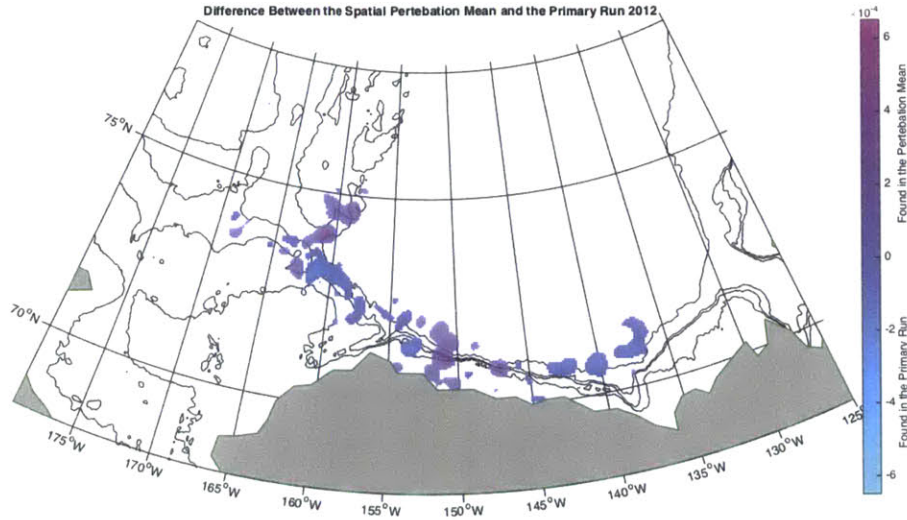 Difference Between the Spatial Pertebation Mean and the Primary Run 2012
10⁻⁴
6
4
2
0
-2
-4
-6
Found in the Pertebation Mean
Found in the Primary Run
75°N
70°N
175°W
170°W
165°W
160°W
155°W
150°W
145°W
140°W
135°W
130°W